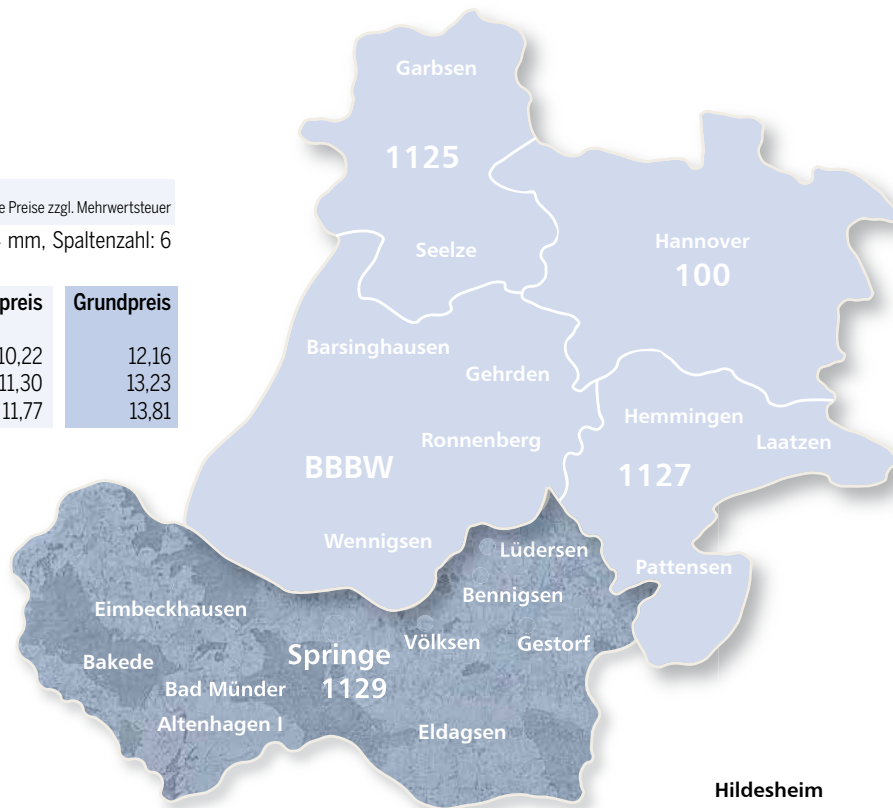 Garbsen
1125
Seelze
Hannover
100
e Preise zzgl. Mehrwertsteuer
mm, Spaltenzahl: 6
preis Grundpreis
10,22 12,16
11,30 13,23
11,77 13,81
Barsinghausen
Gehrden
Ronnenberg
BBBW
Wennigsen
Hemmingen
Laatzen
1127
Pattensen
Lüdersen
Bennigsen
Eimbeckhausen
Völksen
Gestorf
Springe
1129
Bakede
Bad Münder
Altenhagen I
Eldagsen
Hildesheim